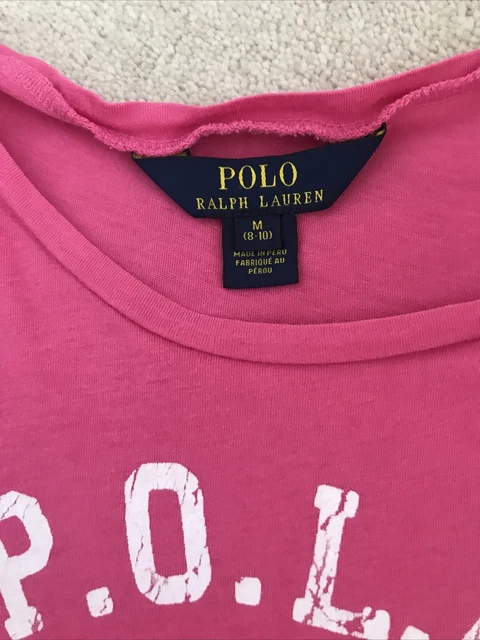 POLO
RALPH LAUREN
M
(8-10)
MADE IN PERU
FABRIQUÉ AU
PÉROU
P.O.L.